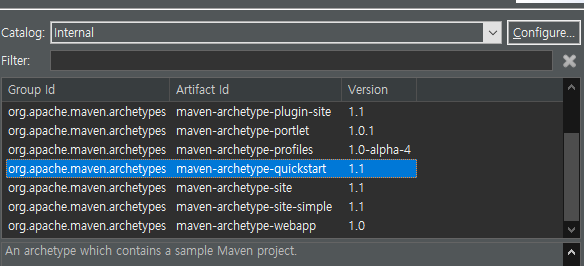 Catalog: Internal Configure...
Filter:
Group Id Artifact Id Version
org.apache.maven.archetypes maven-archetype-plugin-site 1.1
org.apache.maven.archetypes maven-archetype-portlet 1.0.1
org.apache.maven.archetypes maven-archetype-profiles 1.0-alpha-4
org.apache.maven.archetypes maven-archetype-quickstart 1.1
org.apache.maven.archetypes maven-archetype-site 1.1
org.apache.maven.archetypes maven-archetype-site-simple 1.1
org.apache.maven.archetypes maven-archetype-webapp 1.0
An archetype which contains a sample Maven project.